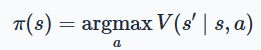 π(s) = argmax V(s′ | s, a)
a